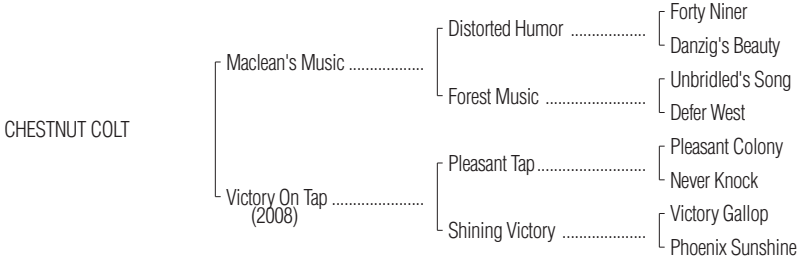 Forty Niner
Distorted Humor ..................
Danzig's Beauty
Maclean's Music ..................
Unbridled's Song
Forest Music ........................
Defer West
CHESTNUT COLT
Pleasant Colony
Pleasant Tap..........................
Never Knock
Victory On Tap ......................
(2008)
Victory Gallop
Shining Victory ....................
Phoenix Sunshine